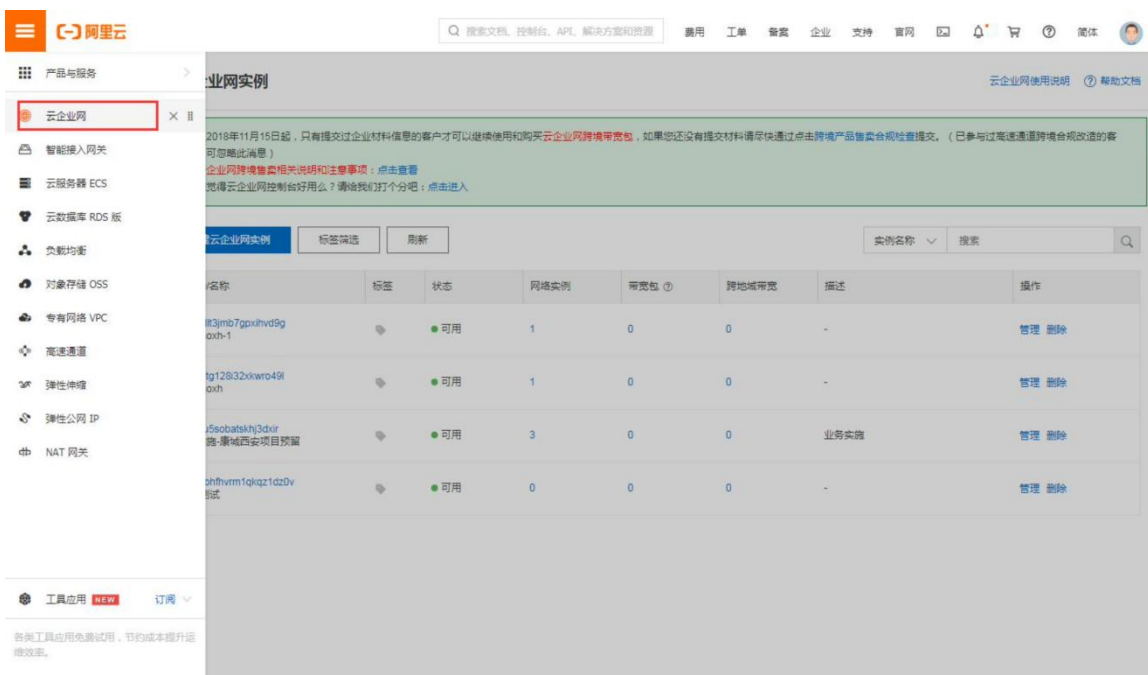 阿里云
搜索文档、控制台、API、解决方案和资源
费用 工单 备案 企业 支持 官网 简体
产品与服务
云企业网
智能接入网关
云服务器 ECS
云数据库 RDS 版
负载均衡
对象存储 OSS
专有网络 VPC
高速通道
弹性伸缩
弹性公网 IP
NAT 网关
工具应用 NEW 订阅
各类工具应用免费试用，节约成本提升运
维效率。
业网实例
云企业网使用说明 帮助文档
2018年11月15日起，只有提交过企业材料信息的客户才可以继续使用和购买云企业网跨境带宽包，如果您还没有提交材料请尽快通过点击跨境产品售卖合规检查提交。（已参与过高速通道跨境合规改造的客
可忽略此消息）
企业网跨境售卖相关说明和注意事项：点击查看
觉得云企业网控制台好用么？请给我们打个分吧：点击进入
云企业网实例 标签筛选 刷新 实例名称 搜索
/名称 标签 状态 网络实例 带宽包 跨地域带宽 描述 操作
lt3jmb7gpxihvd9g
oxh-1 可用 1 0 0 - 管理 删除
tg128i32xkwro49l
oxh 可用 1 0 0 - 管理 删除
u5sobatskhj3dxir
施-康城西安项目预留 可用 3 0 0 业务实施 管理 删除
ohfhvrm1qkqz1dz0v
测试 可用 0 0 0 - 管理 删除